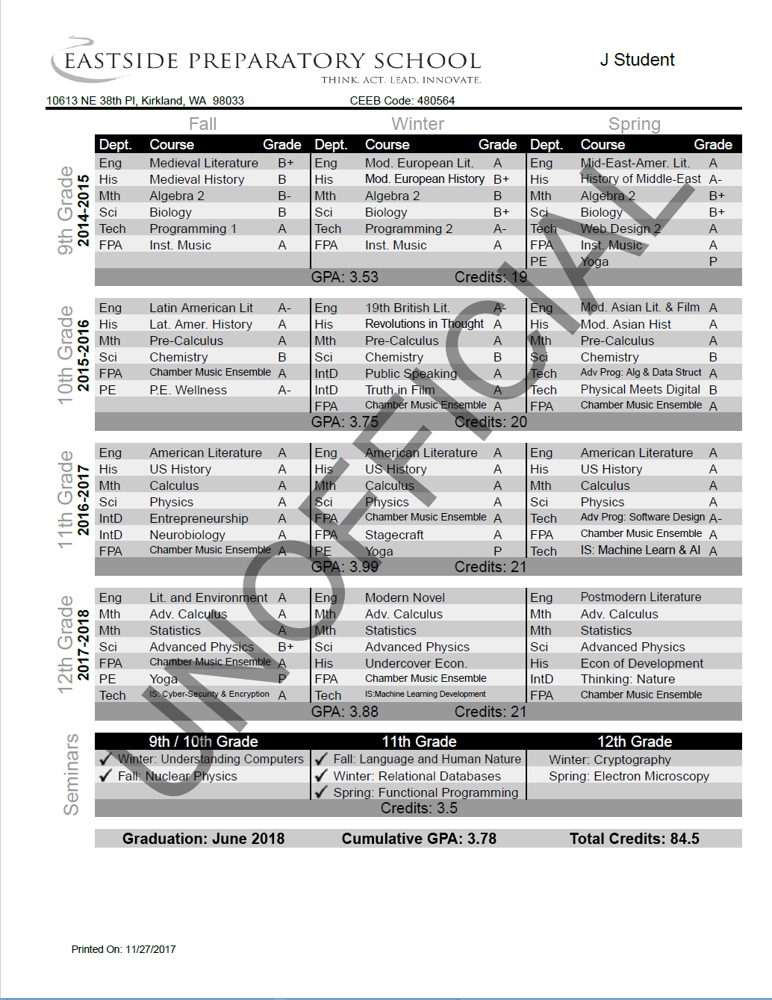 EASTSIDE PREPARATORY SCHOOL
THINK. ACT. LEAD. INNOVATE.
J Student
10613 NE 38th Pl, Kirkland, WA 98033 CEEB Code: 480564
Fall Winter Spring
9th Grade
2014-2015
Dept. Course Grade Dept. Course Grade Dept. Course Grade
Eng Medieval Literature B+ Eng Mod. European Lit. A Eng Mid-East-Amer. Lit. A
His Medieval History B His Mod. European History B+ His History of Middle-East A-
Mth Algebra 2 B- Mth Algebra 2 B Mth Algebra 2 B+
Sci Biology B Sci Biology B+ Sci Biology B+
Tech Programming 1 A Tech Programming 2 A- Tech Web Design 2 A
FPA Inst. Music A FPA Inst. Music A FPA Inst. Music A
PE Yoga P
GPA: 3.53 Credits: 19
10th Grade
2015-2016
Eng Latin American Lit A- Eng 19th British Lit. A- Eng Mod. Asian Lit. & Film A
His Lat. Amer. History A His Revolutions in Thought A His Mod. Asian Hist A
Mth Pre-Calculus A Mth Pre-Calculus A Mth Pre-Calculus A
Sci Chemistry B Sci Chemistry B Sci Chemistry B
FPA Chamber Music Ensemble A IntD Public Speaking A Tech Adv Prog: Alg & Data Struct A
PE P.E. Wellness A- IntD Truth in Film A Tech Physical Meets Digital B
FPA Chamber Music Ensemble A FPA Chamber Music Ensemble A
GPA: 3.75 Credits: 20
11th Grade
2016-2017
Eng American Literature A Eng American Literature A Eng American Literature A
His US History A His US History A His US History A
Mth Calculus A Mth Calculus A Mth Calculus A
Sci Physics A Sci Physics A Sci Physics A
IntD Entrepreneurship A FPA Chamber Music Ensemble A Tech Adv Prog: Software Design A-
IntD Neurobiology A FPA Stagecraft A FPA Chamber Music Ensemble A
FPA Chamber Music Ensemble A PE Yoga P Tech IS: Machine Learn & AI A
GPA: 3.99 Credits: 21
12th Grade
2017-2018
Eng Lit. and Environment A Eng Modern Novel Eng Postmodern Literature
Mth Adv. Calculus A Mth Adv. Calculus Mth Adv. Calculus
Mth Statistics A Mth Statistics Mth Statistics
Sci Advanced Physics B+ Sci Advanced Physics Sci Advanced Physics
FPA Chamber Music Ensemble A His Undercover Econ. His Econ of Development
PE Yoga P FPA Chamber Music Ensemble IntD Thinking: Nature
Tech IS: Cyber-Security & Encryption A Tech IS:Machine Learning Development FPA Chamber Music Ensemble
GPA: 3.88 Credits: 21
Seminars
9th / 10th Grade 11th Grade 12th Grade
Winter: Understanding Computers Fall: Language and Human Nature Winter: Cryptography
Fall: Nuclear Physics Winter: Relational Databases Spring: Electron Microscopy
Spring: Functional Programming
Credits: 3.5
Graduation: June 2018 Cumulative GPA: 3.78 Total Credits: 84.5
UNOFFICIAL
Printed On: 11/27/2017